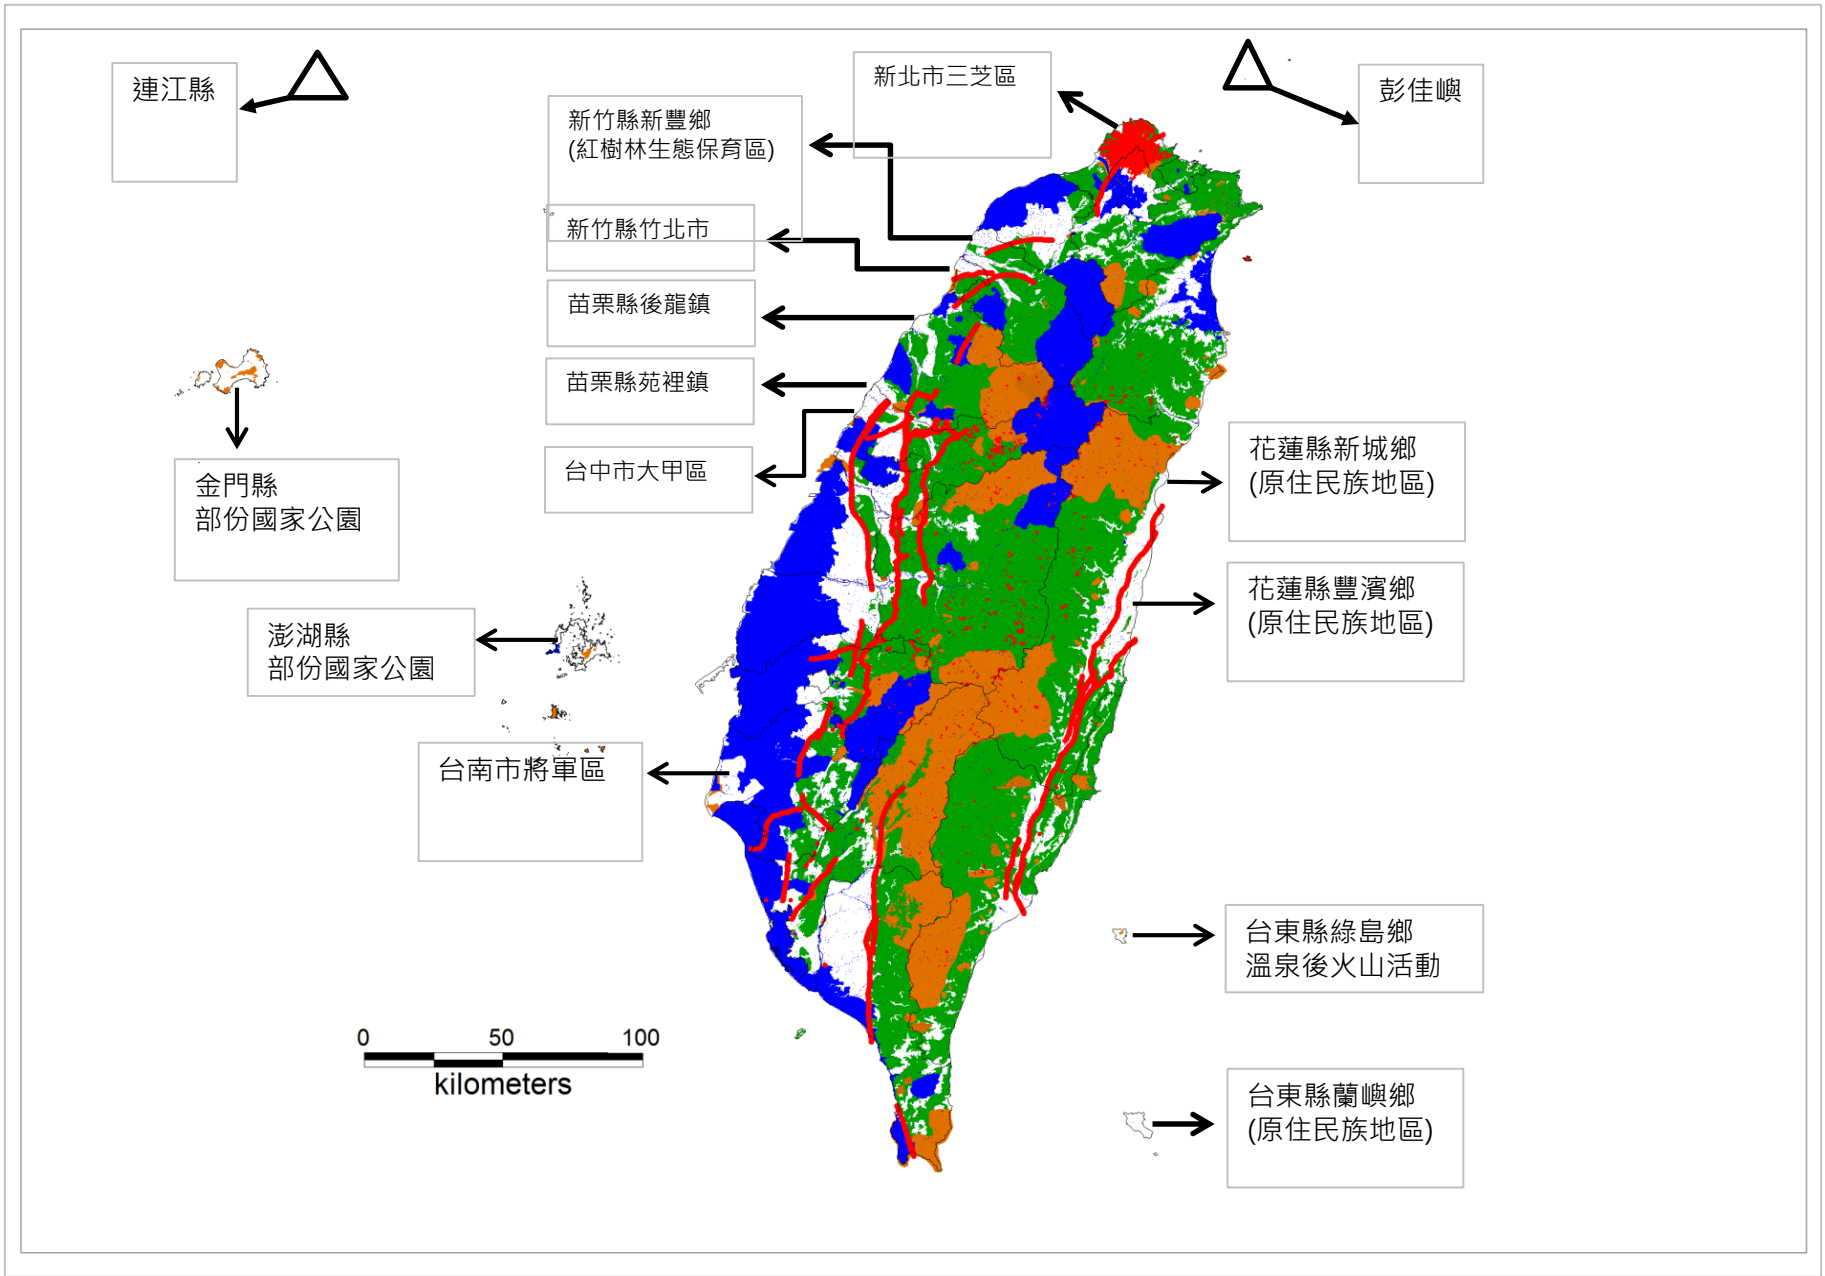 連江縣
新北市三芝區
彭佳嶼
新竹縣新豐鄉
(紅樹林生態保育區)
新竹縣竹北市
苗栗縣後龍鎮
苗栗縣苑裡鎮
台中市大甲區
金門縣
部份國家公園
澎湖縣
部份國家公園
台南市將軍區
花蓮縣新城鄉
(原住民族地區)
花蓮縣豐濱鄉
(原住民族地區)
台東縣綠島鄉
溫泉後火山活動
台東縣蘭嶼鄉
(原住民族地區)
0 50 100
kilometers